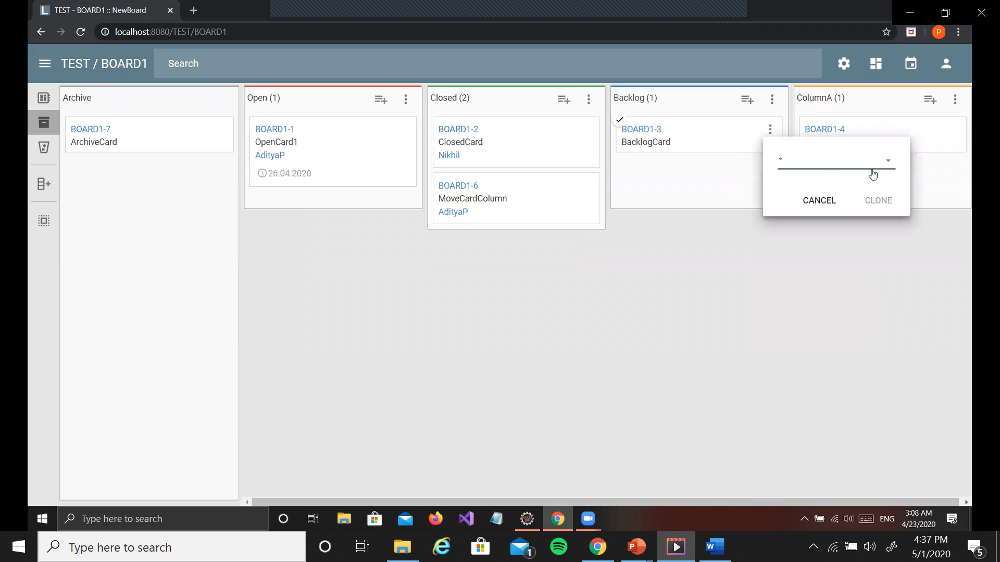 TEST - BOARD1 :: NewBoard
localhost:8080/TEST/BOARD1
P
TEST / BOARD1
Search
Archive
BOARD1-7
ArchiveCard
Open (1)
BOARD1-1
OpenCard1
AdityaP
26.04.2020
Closed (2)
BOARD1-2
ClosedCard
Nikhil
BOARD1-6
MoveCardColumn
AdityaP
Backlog (1)
BOARD1-3
BacklogCard
ColumnA (1)
BOARD1-4
*
CANCEL
CLONE
Type here to search
ENG
3:08 AM
4/23/2020
Type here to search
1
4:37 PM
5/1/2020
5